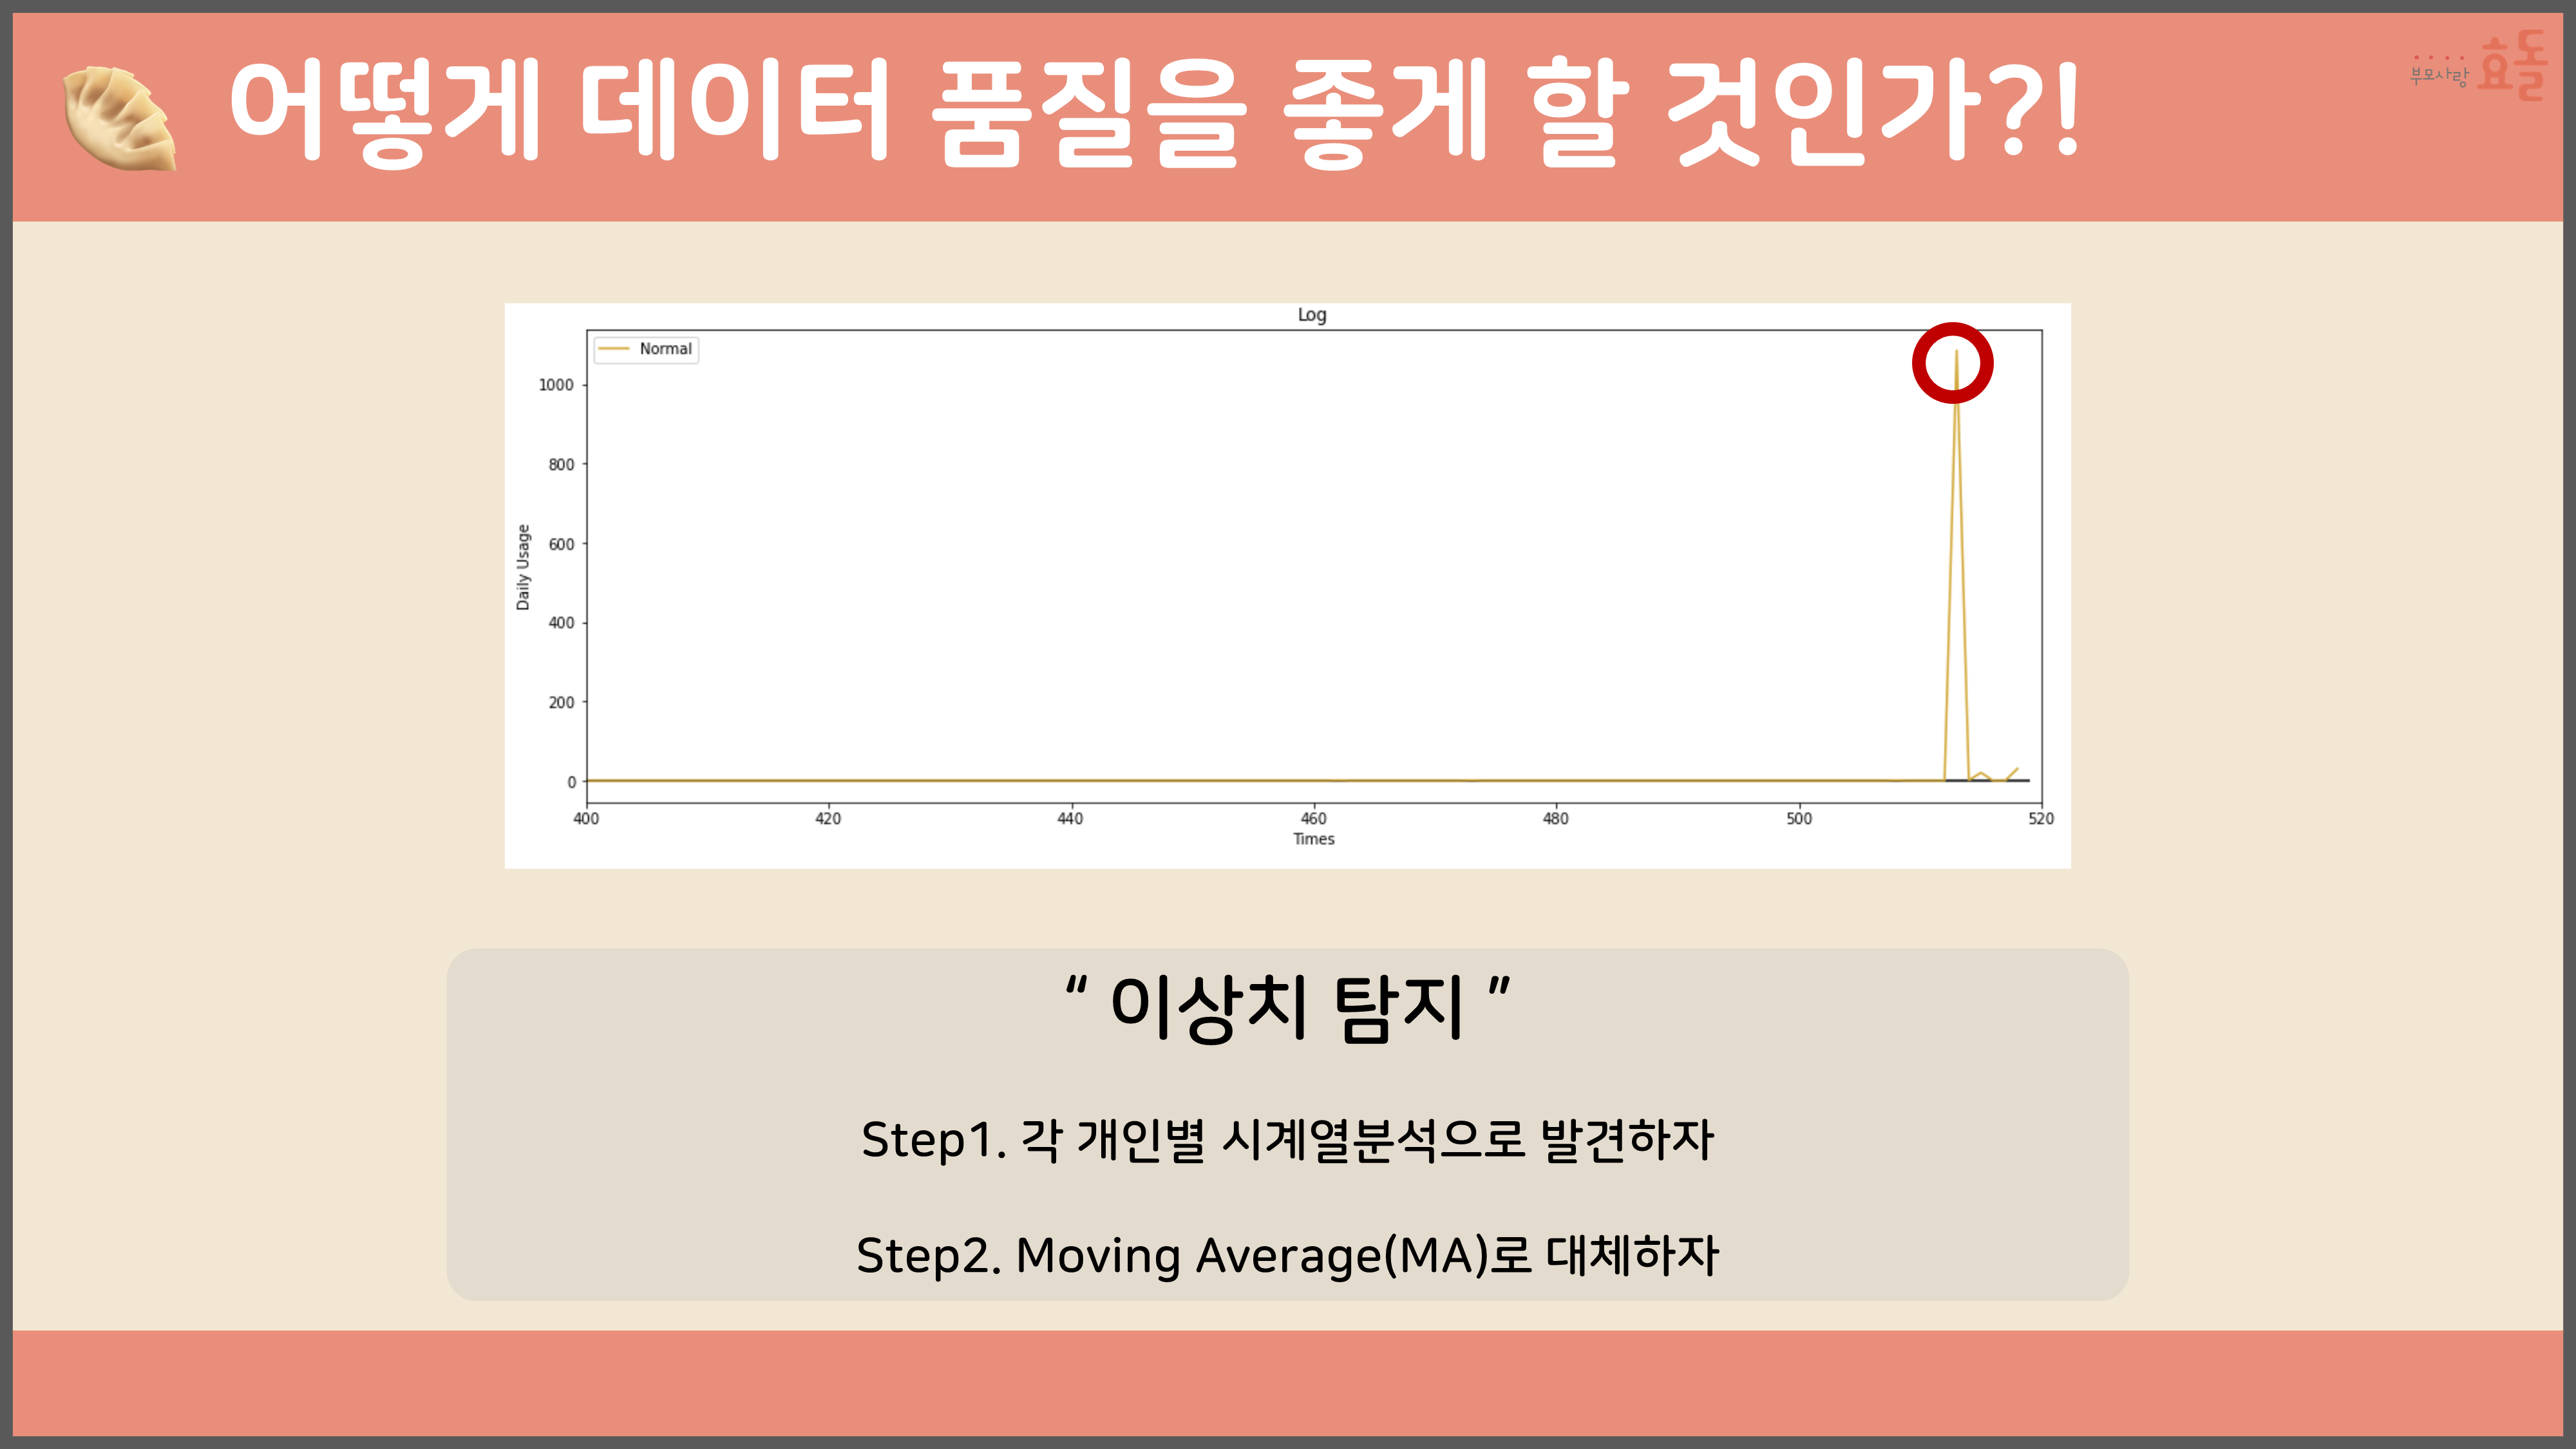 어떻게 데이터 품질을 좋게 할 것인가?!
부모사랑 효돌
Log
Normal
1000
800
600
400
200
0
Daily Usage
400 420 440 460 480 500 520
Times
“ 이상치 탐지 ”
Step1. 각 개인별 시계열분석으로 발견하자
Step2. Moving Average(MA)로 대체하자